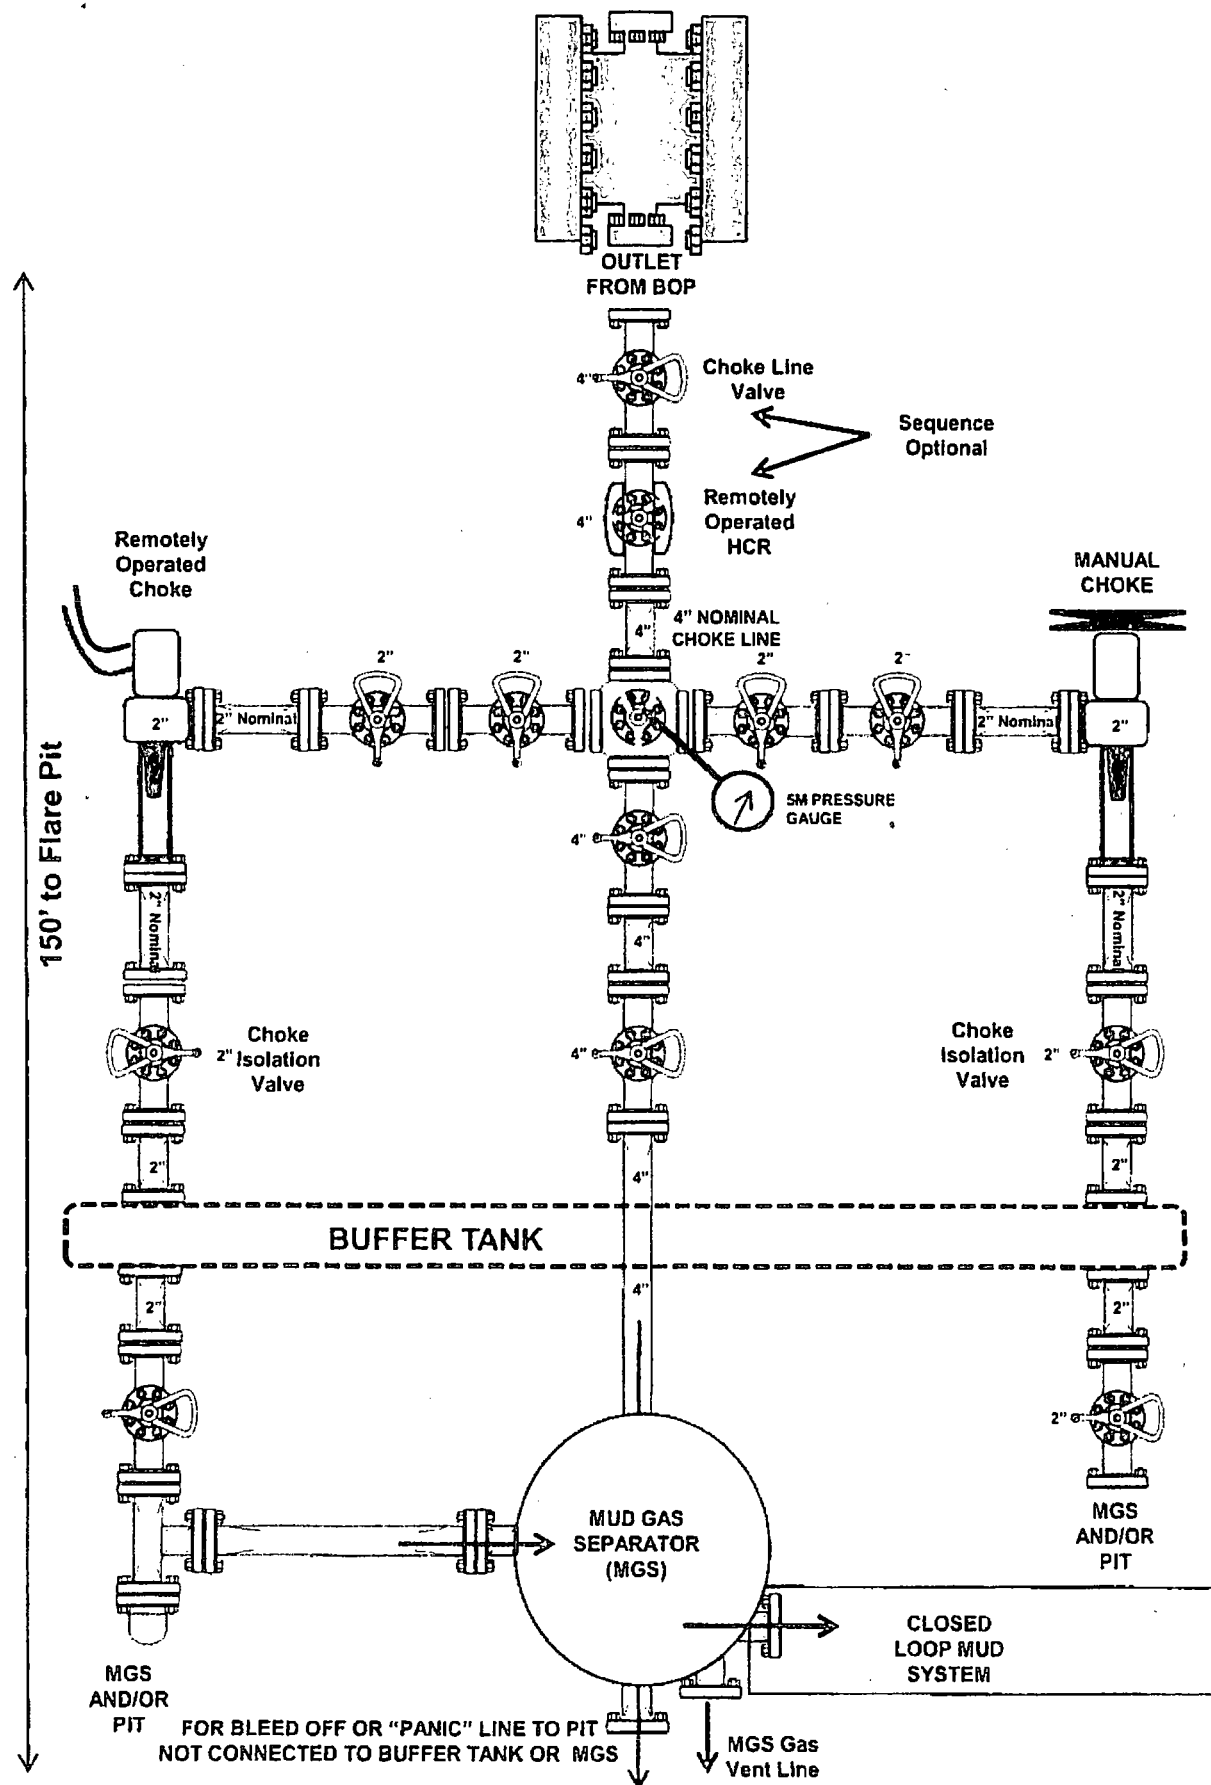 OUTLET
FROM BOP
4"
Choke Line
Valve
Sequence
Optional
4"
Remotely
Operated
HCR
Remotely
Operated
Choke
MANUAL
CHOKE
4"
4" NOMINAL
CHOKE LINE
2"
2"
2"
2"
2"
2" Nominal
2" Nominal
2"
5M PRESSURE
GAUGE
150' to Flare Pit
4"
2" Nominal
4"
2" Nominal
Choke
Isolation
Valve
2"
4"
Choke
Isolation
Valve
2"
2"
4"
2"
BUFFER TANK
2"
4"
2"
2"
MUD GAS
SEPARATOR
(MGS)
MGS
AND/OR
PIT
CLOSED
LOOP MUD
SYSTEM
MGS
AND/OR
PIT
FOR BLEED OFF OR "PANIC" LINE TO PIT
NOT CONNECTED TO BUFFER TANK OR MGS
MGS Gas
Vent Line